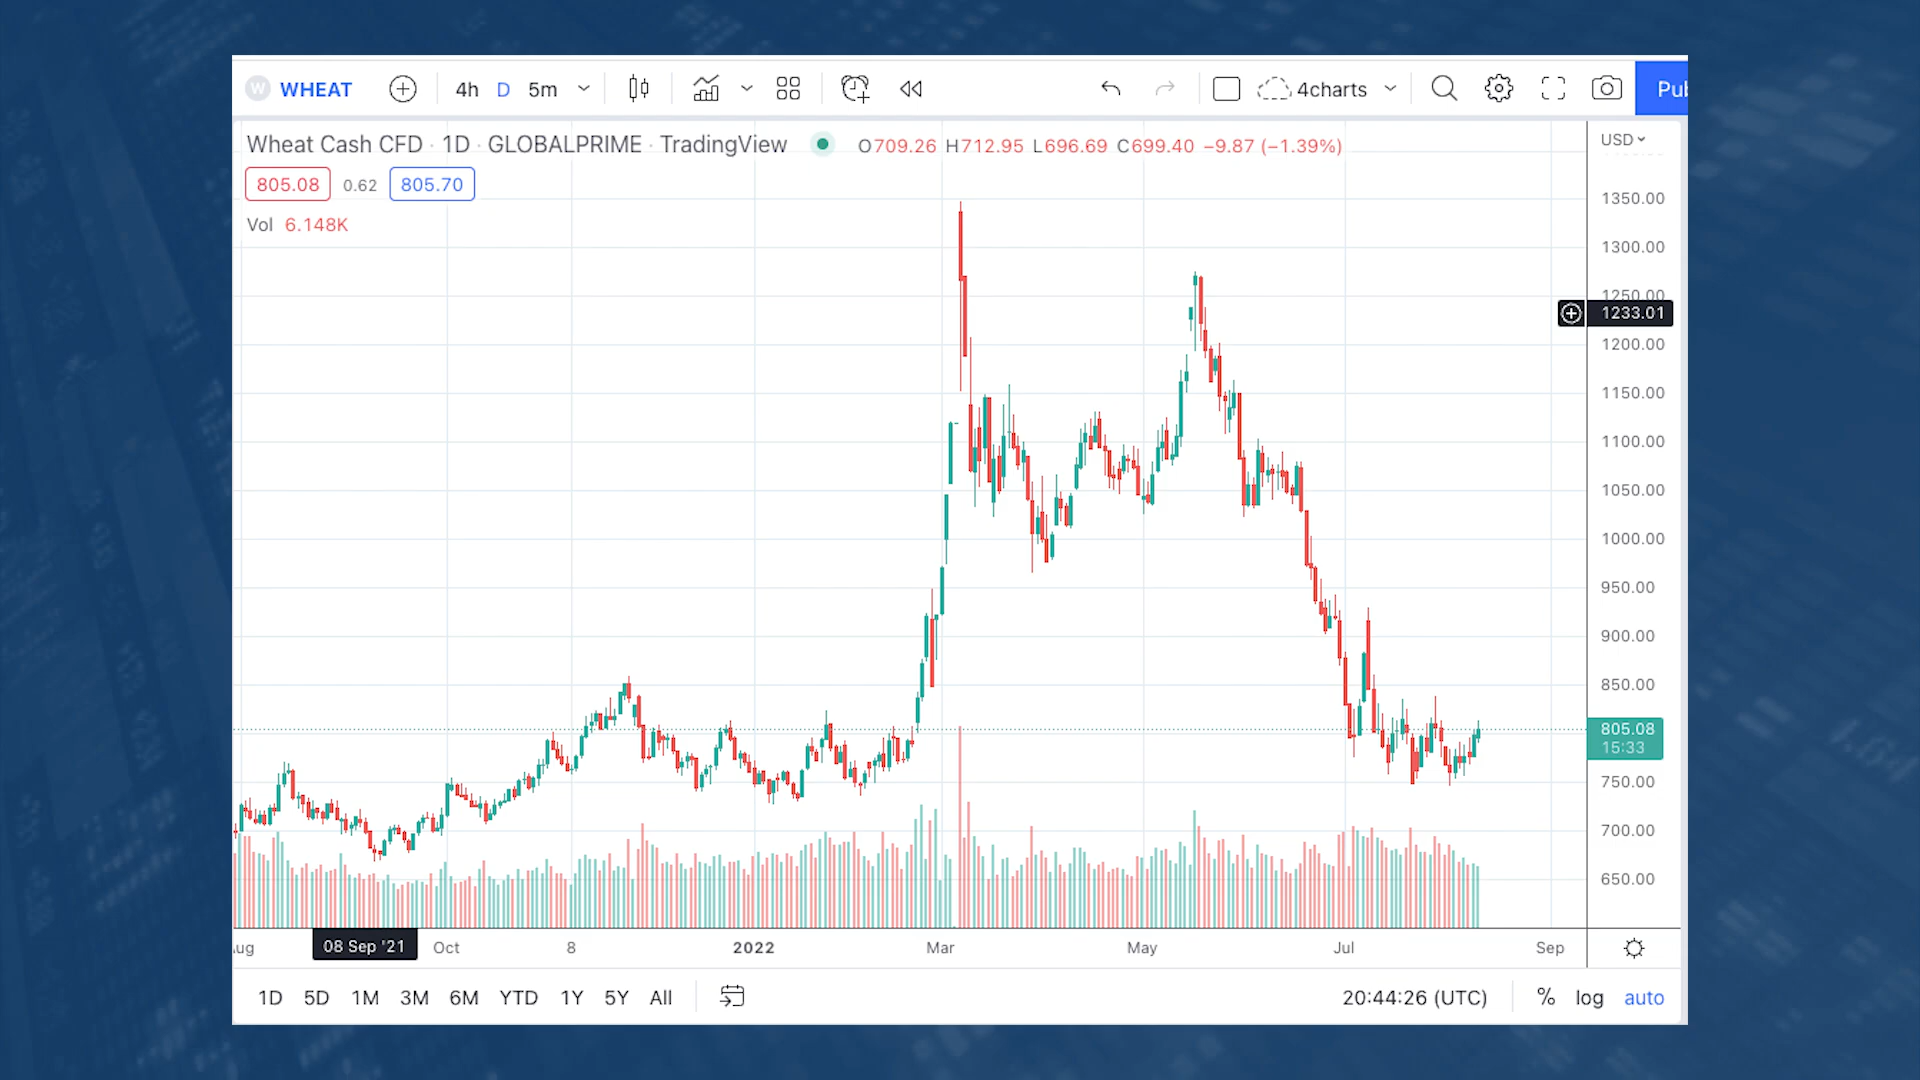 W WHEAT 4h D 5m 4charts Pub
Wheat Cash CFD · 1D · GLOBALPRIME · TradingView O709.26 H712.95 L696.69 C699.40 −9.87 (−1.39%) USD
805.08 0.62 805.70
Vol 6.148K
1350.00
1300.00
1250.00
1233.01
1200.00
1150.00
1100.00
1050.00
1000.00
950.00
900.00
850.00
805.08
15:33
750.00
700.00
650.00
Aug 08 Sep '21 Oct 8 2022 Mar May Jul Sep
1D 5D 1M 3M 6M YTD 1Y 5Y All 20:44:26 (UTC) % log auto